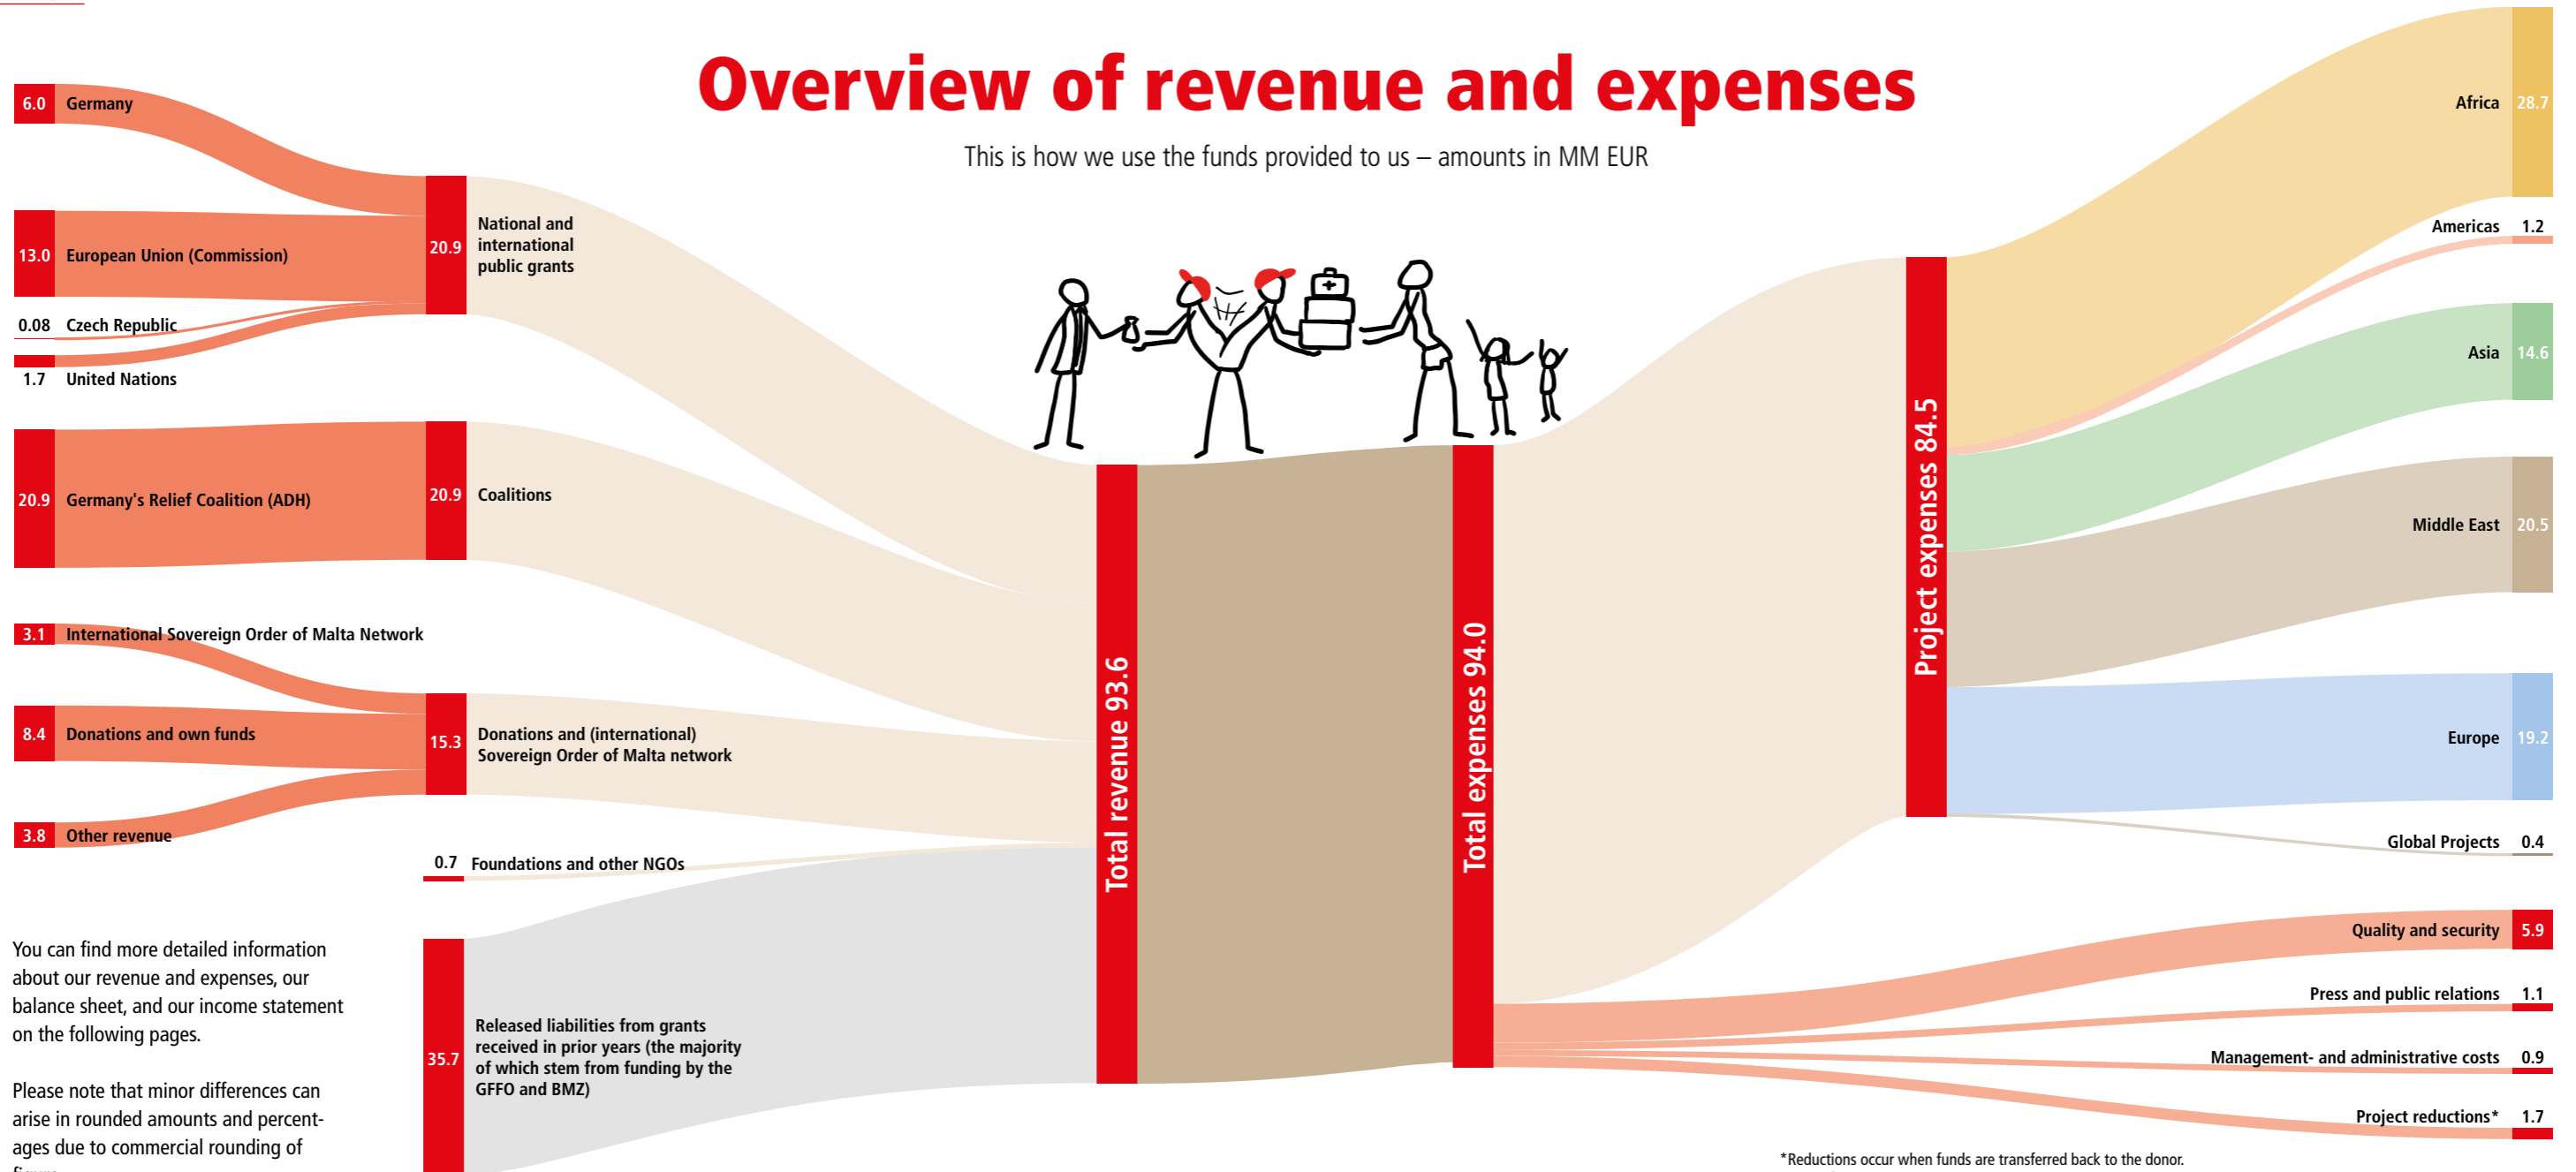 Overview of revenue and expenses
This is how we use the funds provided to us – amounts in MM EUR
6.0 Germany
13.0 European Union (Commission)
0.08 Czech Republic
1.7 United Nations
20.9 Germany's Relief Coalition (ADH)
3.1 International Sovereign Order of Malta Network
8.4 Donations and own funds
3.8 Other revenue
20.9 National and
international
public grants
20.9 Coalitions
15.3 Donations and (international)
Sovereign Order of Malta network
0.7 Foundations and other NGOs
35.7 Released liabilities from grants
received in prior years (the majority
of which stem from funding by the
GFFO and BMZ)
Total revenue 93.6
Total expenses 94.0
Project expenses 84.5
Africa 28.7
Americas 1.2
Asia 14.6
Middle East 20.5
Europe 19.2
Global Projects 0.4
Quality and security 5.9
Press and public relations 1.1
Management- and administrative costs 0.9
Project reductions* 1.7
*Reductions occur when funds are transferred back to the donor.
You can find more detailed information
about our revenue and expenses, our
balance sheet, and our income statement
on the following pages.
Please note that minor differences can
arise in rounded amounts and percent-
ages due to commercial rounding of